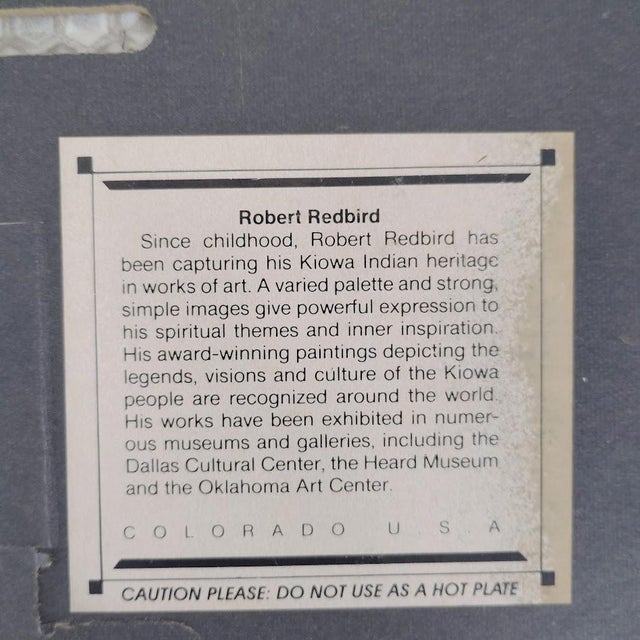 Robert Redbird
Since childhood, Robert Redbird has
been capturing his Kiowa Indian heritage
in works of art. A varied palette and strong,
simple images give powerful expression to
his spiritual themes and inner inspiration.
His award-winning paintings depicting the
legends, visions and culture of the Kiowa
people are recognized around the world.
His works have been exhibited in numer-
ous museums and galleries, including the
Dallas Cultural Center, the Heard Museum
and the Oklahoma Art Center.
COLORADO U.S.A
CAUTION PLEASE: DO NOT USE AS A HOT PLATE